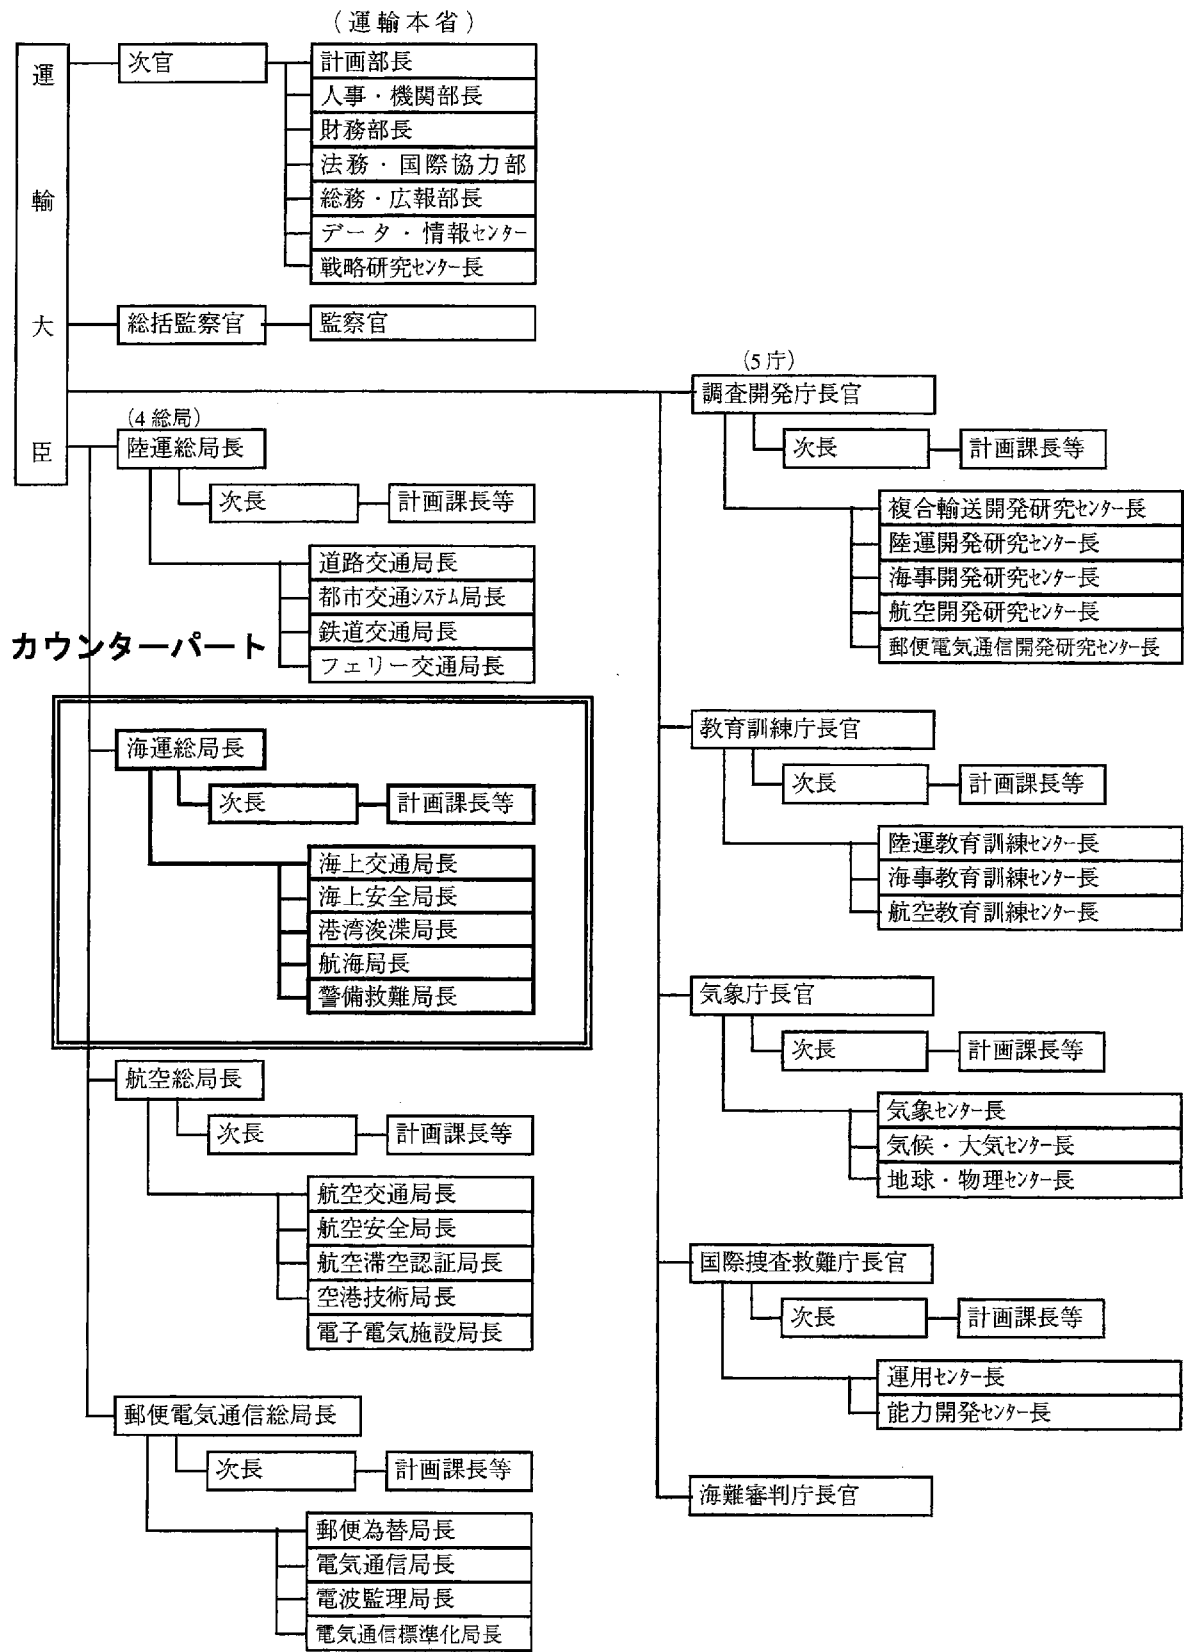 (運輸本省)
運輸大臣
次官
計画部長
人事・機関部長
財務部長
法務・国際協力部
総務・広報部長
データ・情報センター
戦略研究センター長
総括監察官
監察官
(4総局)
陸運総局長
次長
計画課長等
道路交通局長
都市交通システム局長
鉄道交通局長
フェリー交通局長
カウンターパート
海運総局長
次長
計画課長等
海上交通局長
海上安全局長
港湾浚渫局長
航海局長
警備救難局長
航空総局長
次長
計画課長等
航空交通局長
航空安全局長
航空滞空認証局長
空港技術局長
電子電気施設局長
郵便電気通信総局長
次長
計画課長等
郵便為替局長
電気通信局長
電波監理局長
電気通信標準化局長
(5庁)
調査開発庁長官
次長
計画課長等
複合輸送開発研究センター長
陸運開発研究センター長
海事開発研究センター長
航空開発研究センター長
郵便電気通信開発研究センター長
教育訓練庁長官
次長
計画課長等
陸運教育訓練センター長
海事教育訓練センター長
航空教育訓練センター長
気象庁長官
次長
計画課長等
気象センター長
気候・大気センター長
地球・物理センター長
国際捜査救難庁長官
次長
計画課長等
運用センター長
能力開発センター長
海難審判庁長官